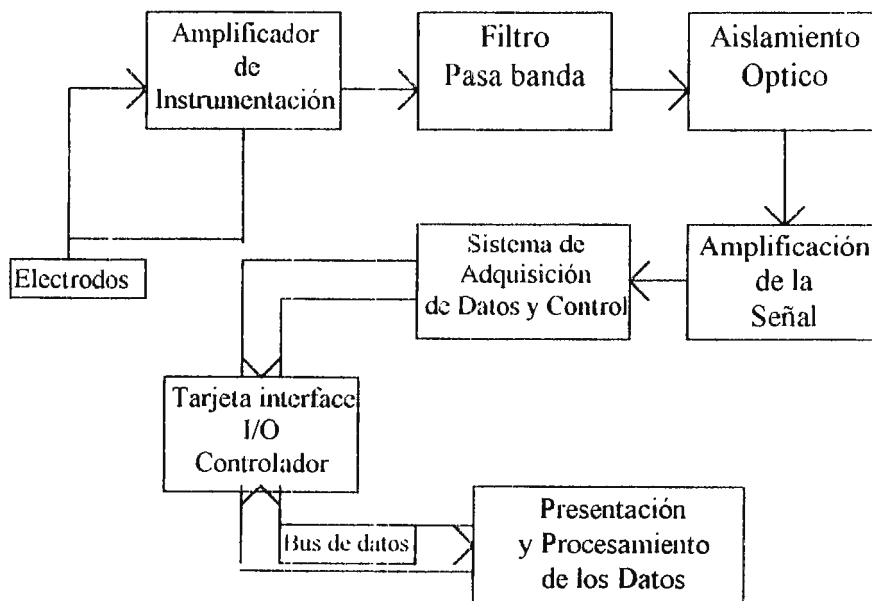 Amplificador
de
Instrumentación
Filtro
Pasa banda
Aislamiento
Optico
Electrodos
Sistema de
Adquisición
de Datos y Control
Amplificación
de la
Señal
Tarjeta interface
I/O
Controlador
Bus de datos
Presentación
y Procesamiento
de los Datos